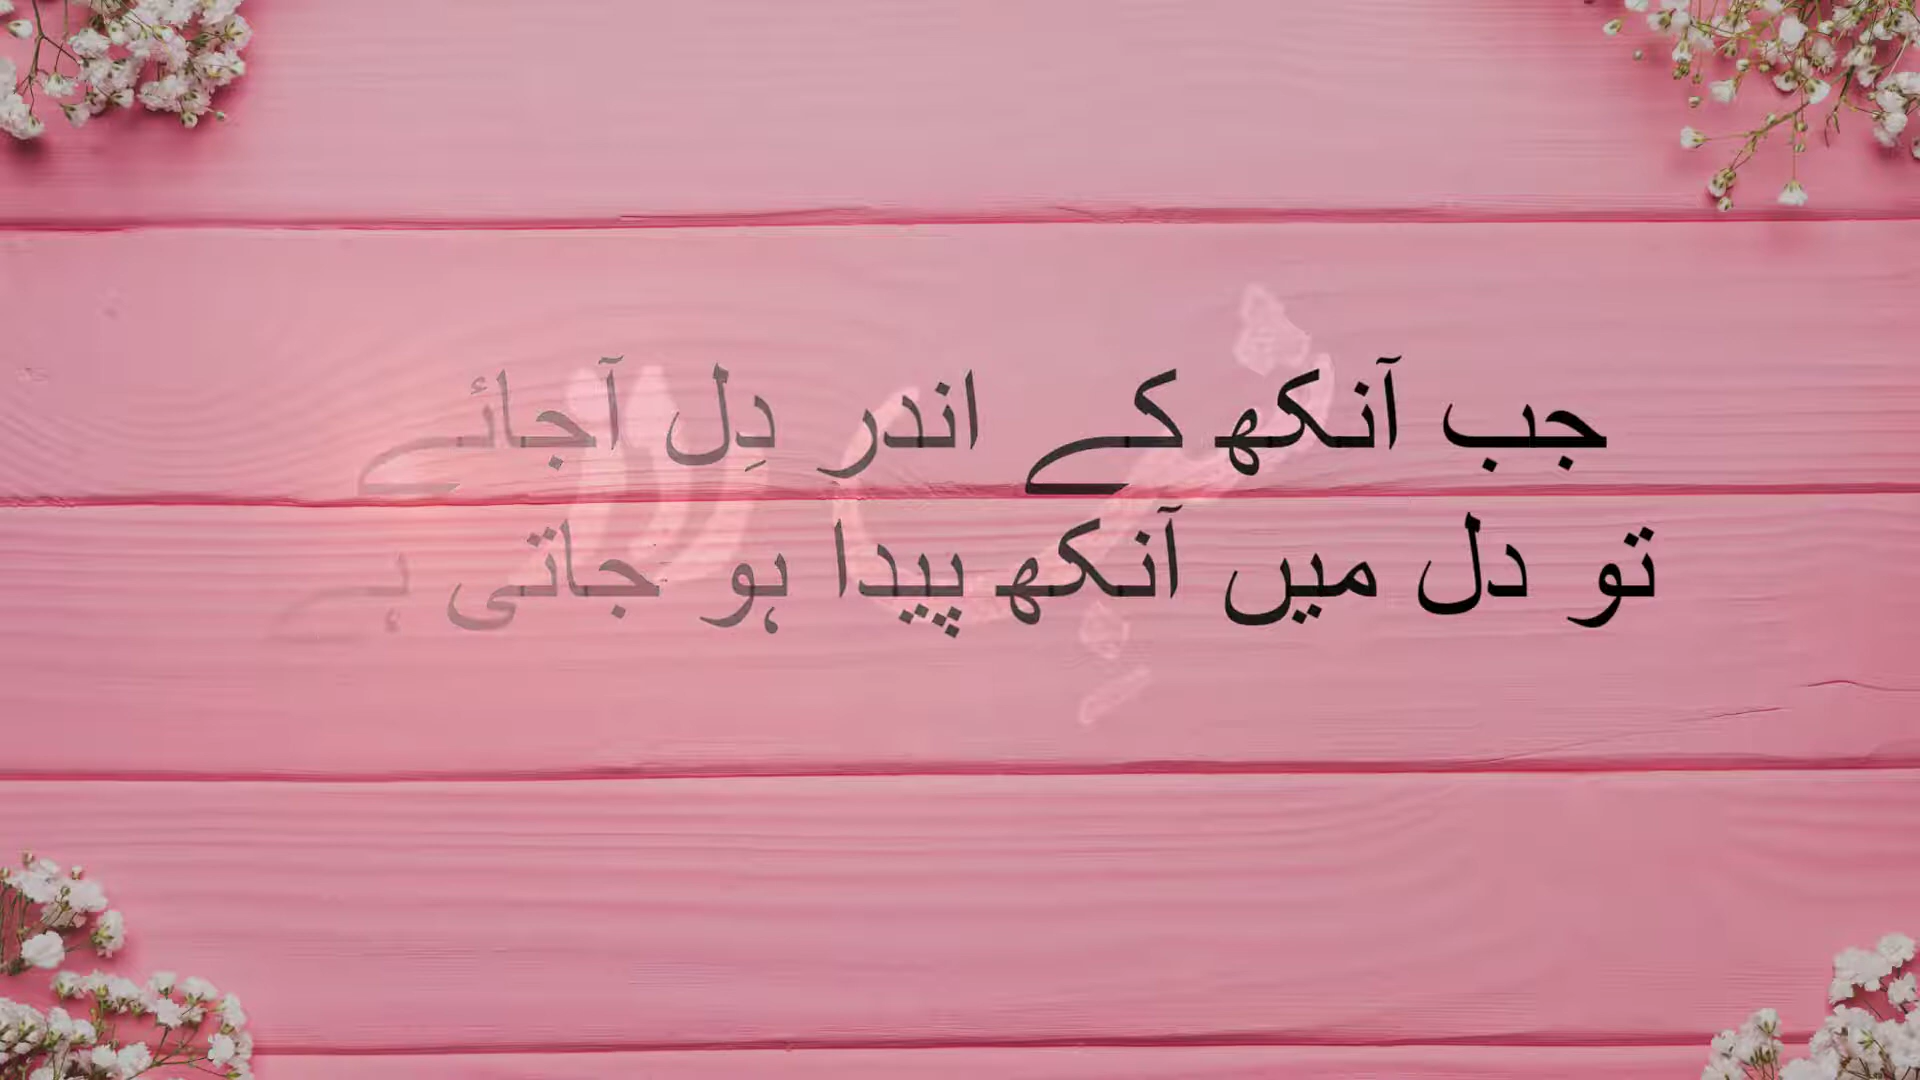 جب آنکھ کے اندر دِل آجائے
تو دل میں آنکھ پیدا ہو جاتی ہے